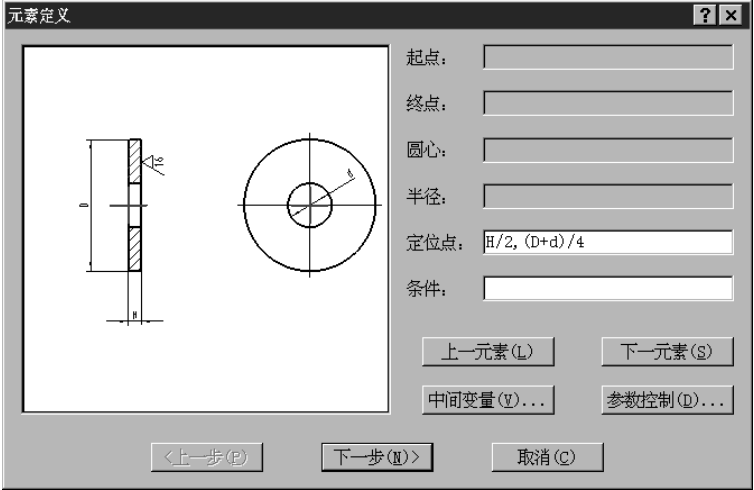 元素定义
起点：
终点：
圆心：
半径：
定位点： H/2,(D+d)/4
条件：
D
H
d
上一元素(L) 下一元素(S)
中间变量(V)... 参数控制(D)...
<上一步(P) 下一步(N)> 取消(C)